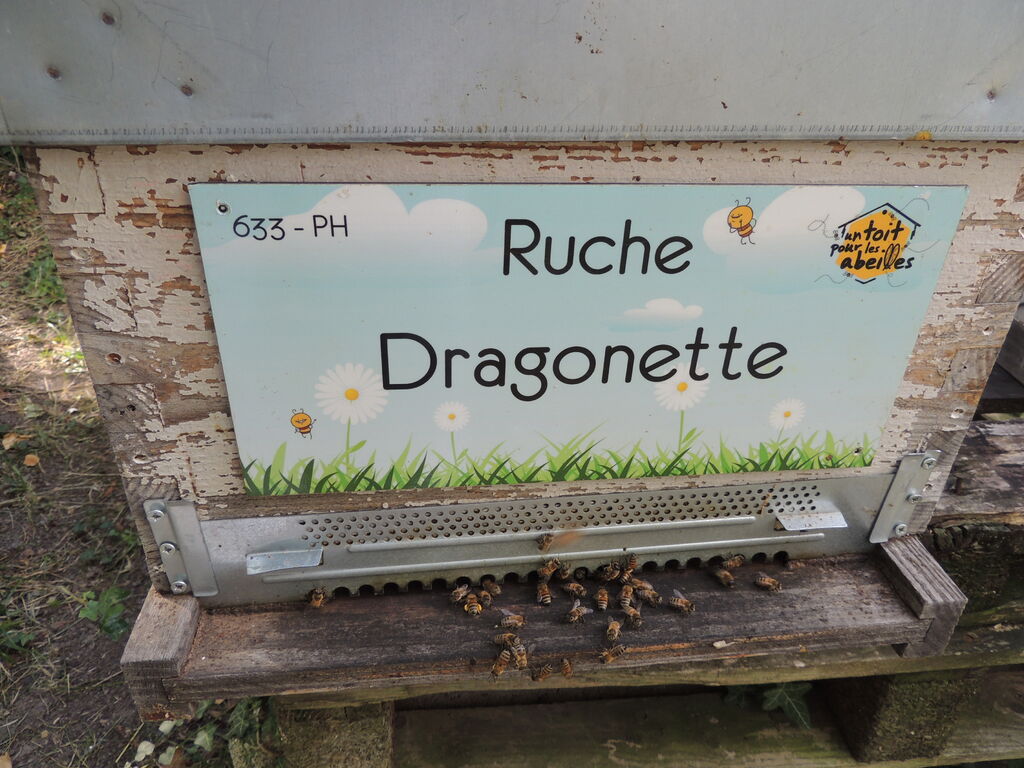 633 - PH
Ruche
Dragonette
un toit
pour les
abeilles